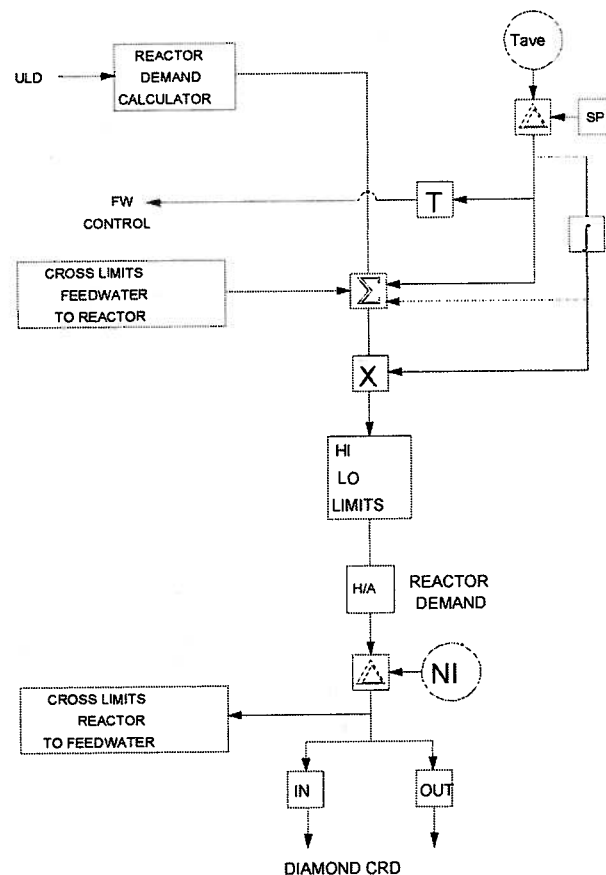 Tave
REACTOR
DEMAND
CALCULATOR
ULD
SP
T
FW
CONTROL
∫
CROSS LIMITS
FEEDWATER
TO REACTOR
Σ
X
HI
LO
LIMITS
H/A
REACTOR
DEMAND
NI
CROSS LIMITS
REACTOR
TO FEEDWATER
IN
OUT
DIAMOND CRD